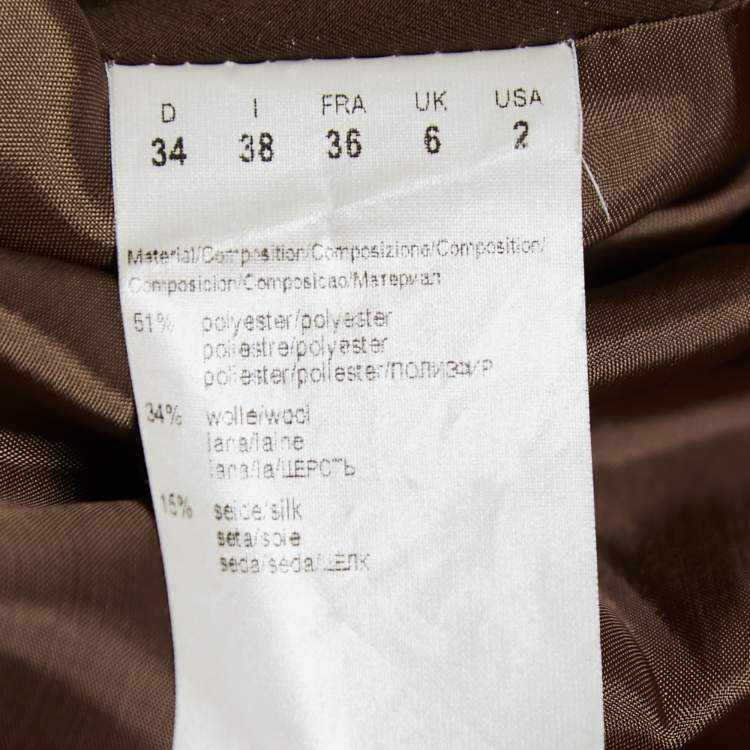 D I FRA UK USA
34 38 36 6 2
Material/Composition/Composizione/Composition/
Composicion/Composicao/Материал
51% polyester/polyester
poliestre/polyester
poliester/poliester/ПОЛИЭФИР
34% wolle/wool
lana/laine
lana/la/ШЕРСТЬ
15% seide/silk
seta/soie
seda/seda/ШЕЛК